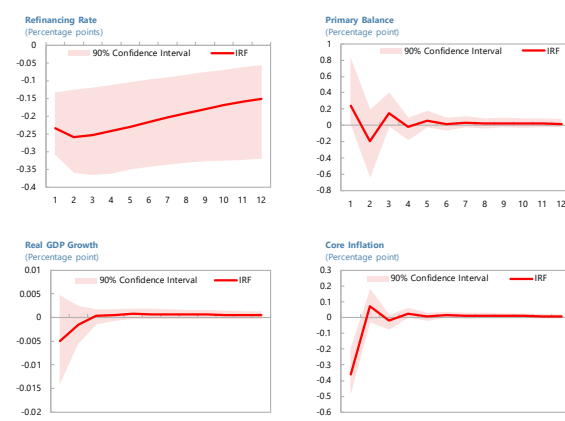 Refinancing Rate
(Percentage points)
0
90% Confidence Interval
IRF
-0.05
-0.1
-0.15
-0.2
-0.25
-0.3
-0.35
-0.4
1 2 3 4 5 6 7 8 9 10 11 12
Primary Balance
(Percentage point)
1
90% Confidence Interval
IRF
0.8
0.6
0.4
0.2
0
-0.2
-0.4
-0.6
-0.8
1 2 3 4 5 6 7 8 9 10 11 12
Real GDP Growth
(Percentage point)
0.01
90% Confidence Interval
IRF
0.005
0
-0.005
-0.01
-0.015
-0.02
Core Inflation
(Percentage point)
0.3
90% Confidence Interval
IRF
0.2
0.1
0
-0.1
-0.2
-0.3
-0.4
-0.5
-0.6